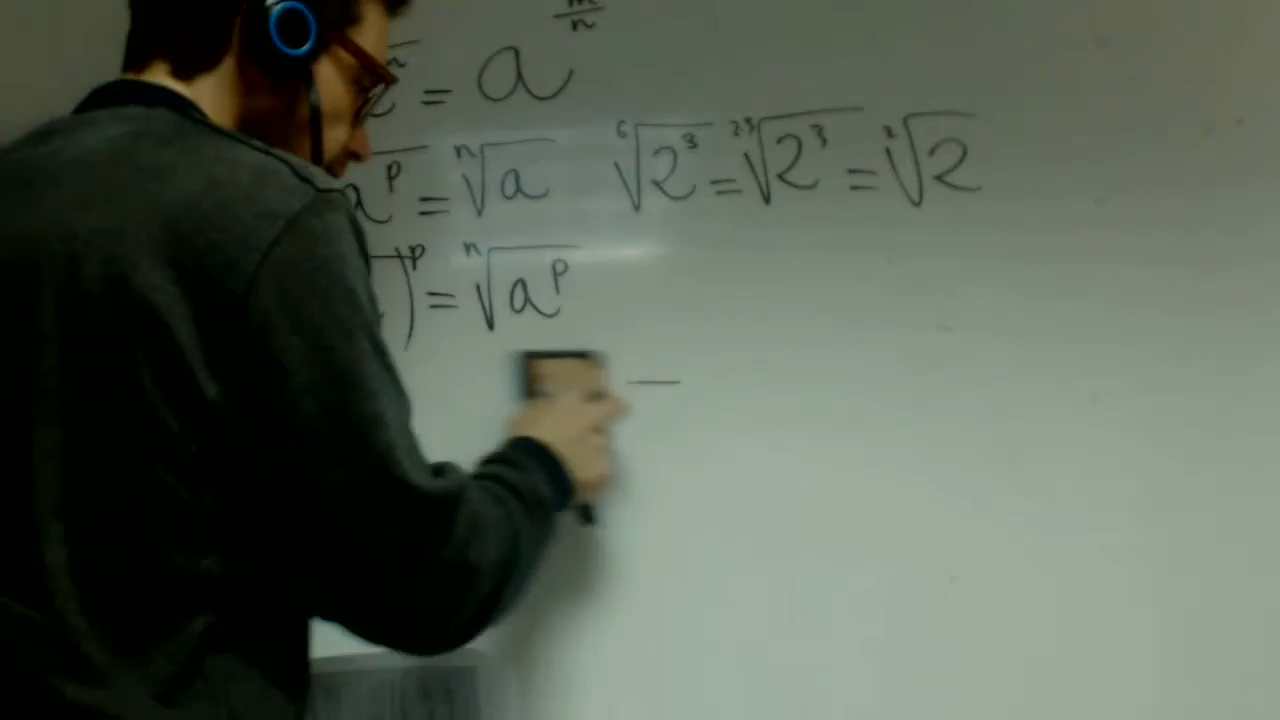 ⁿ = a^(m/n)
a^p = ⁿ√a ⁶√2³ = ²·³√2³ = ²√2
)^p = ⁿ√a^p
—